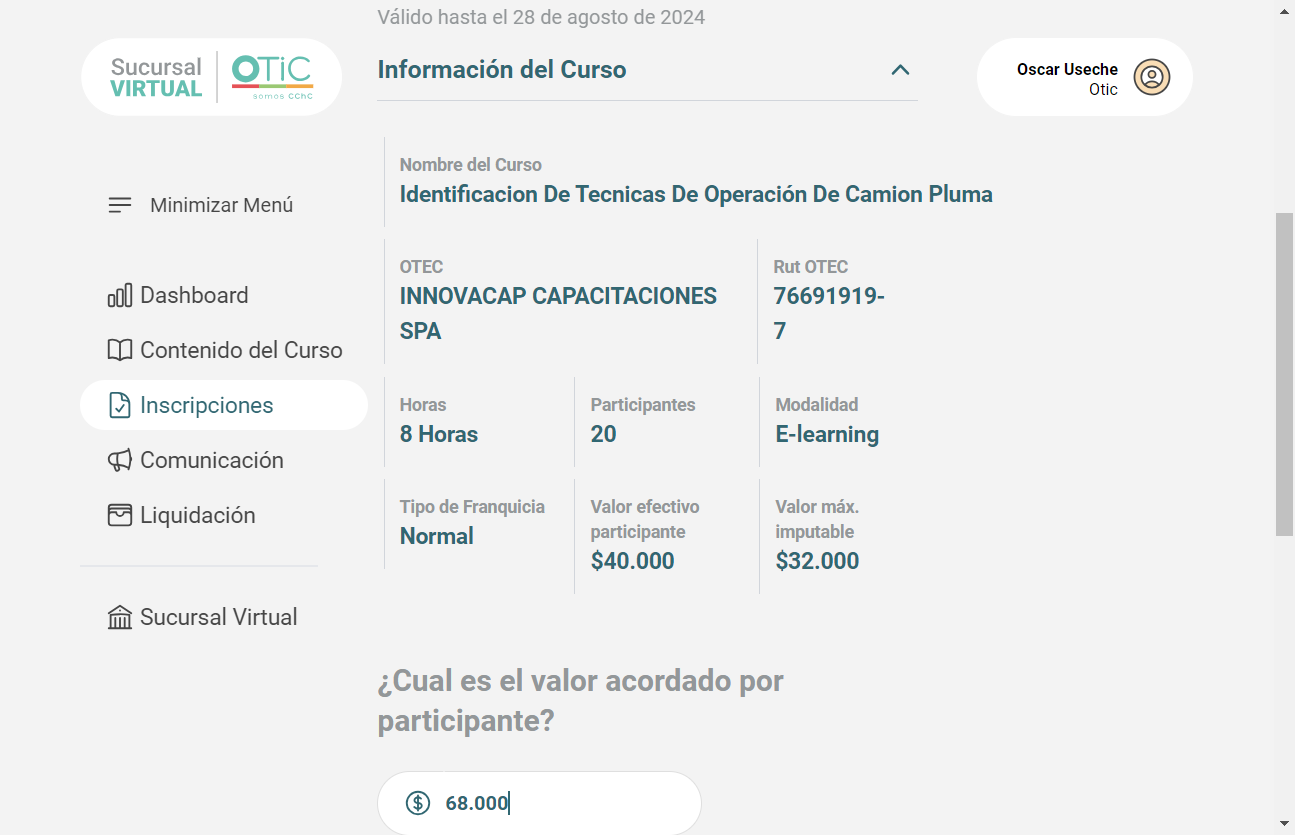 Válido hasta el 28 de agosto de 2024
Sucursal
VIRTUAL
OTiC
somos CChC
Información del Curso
Oscar Useche
Otic
Minimizar Menú
Dashboard
Contenido del Curso
Inscripciones
Comunicación
Liquidación
Sucursal Virtual
Nombre del Curso
Identificacion De Tecnicas De Operación De Camion Pluma
OTEC
INNOVACAP CAPACITACIONES
SPA
Rut OTEC
76691919-
7
Horas
8 Horas
Participantes
20
Modalidad
E-learning
Tipo de Franquicia
Normal
Valor efectivo
participante
$40.000
Valor máx.
imputable
$32.000
¿Cual es el valor acordado por
participante?
68.000